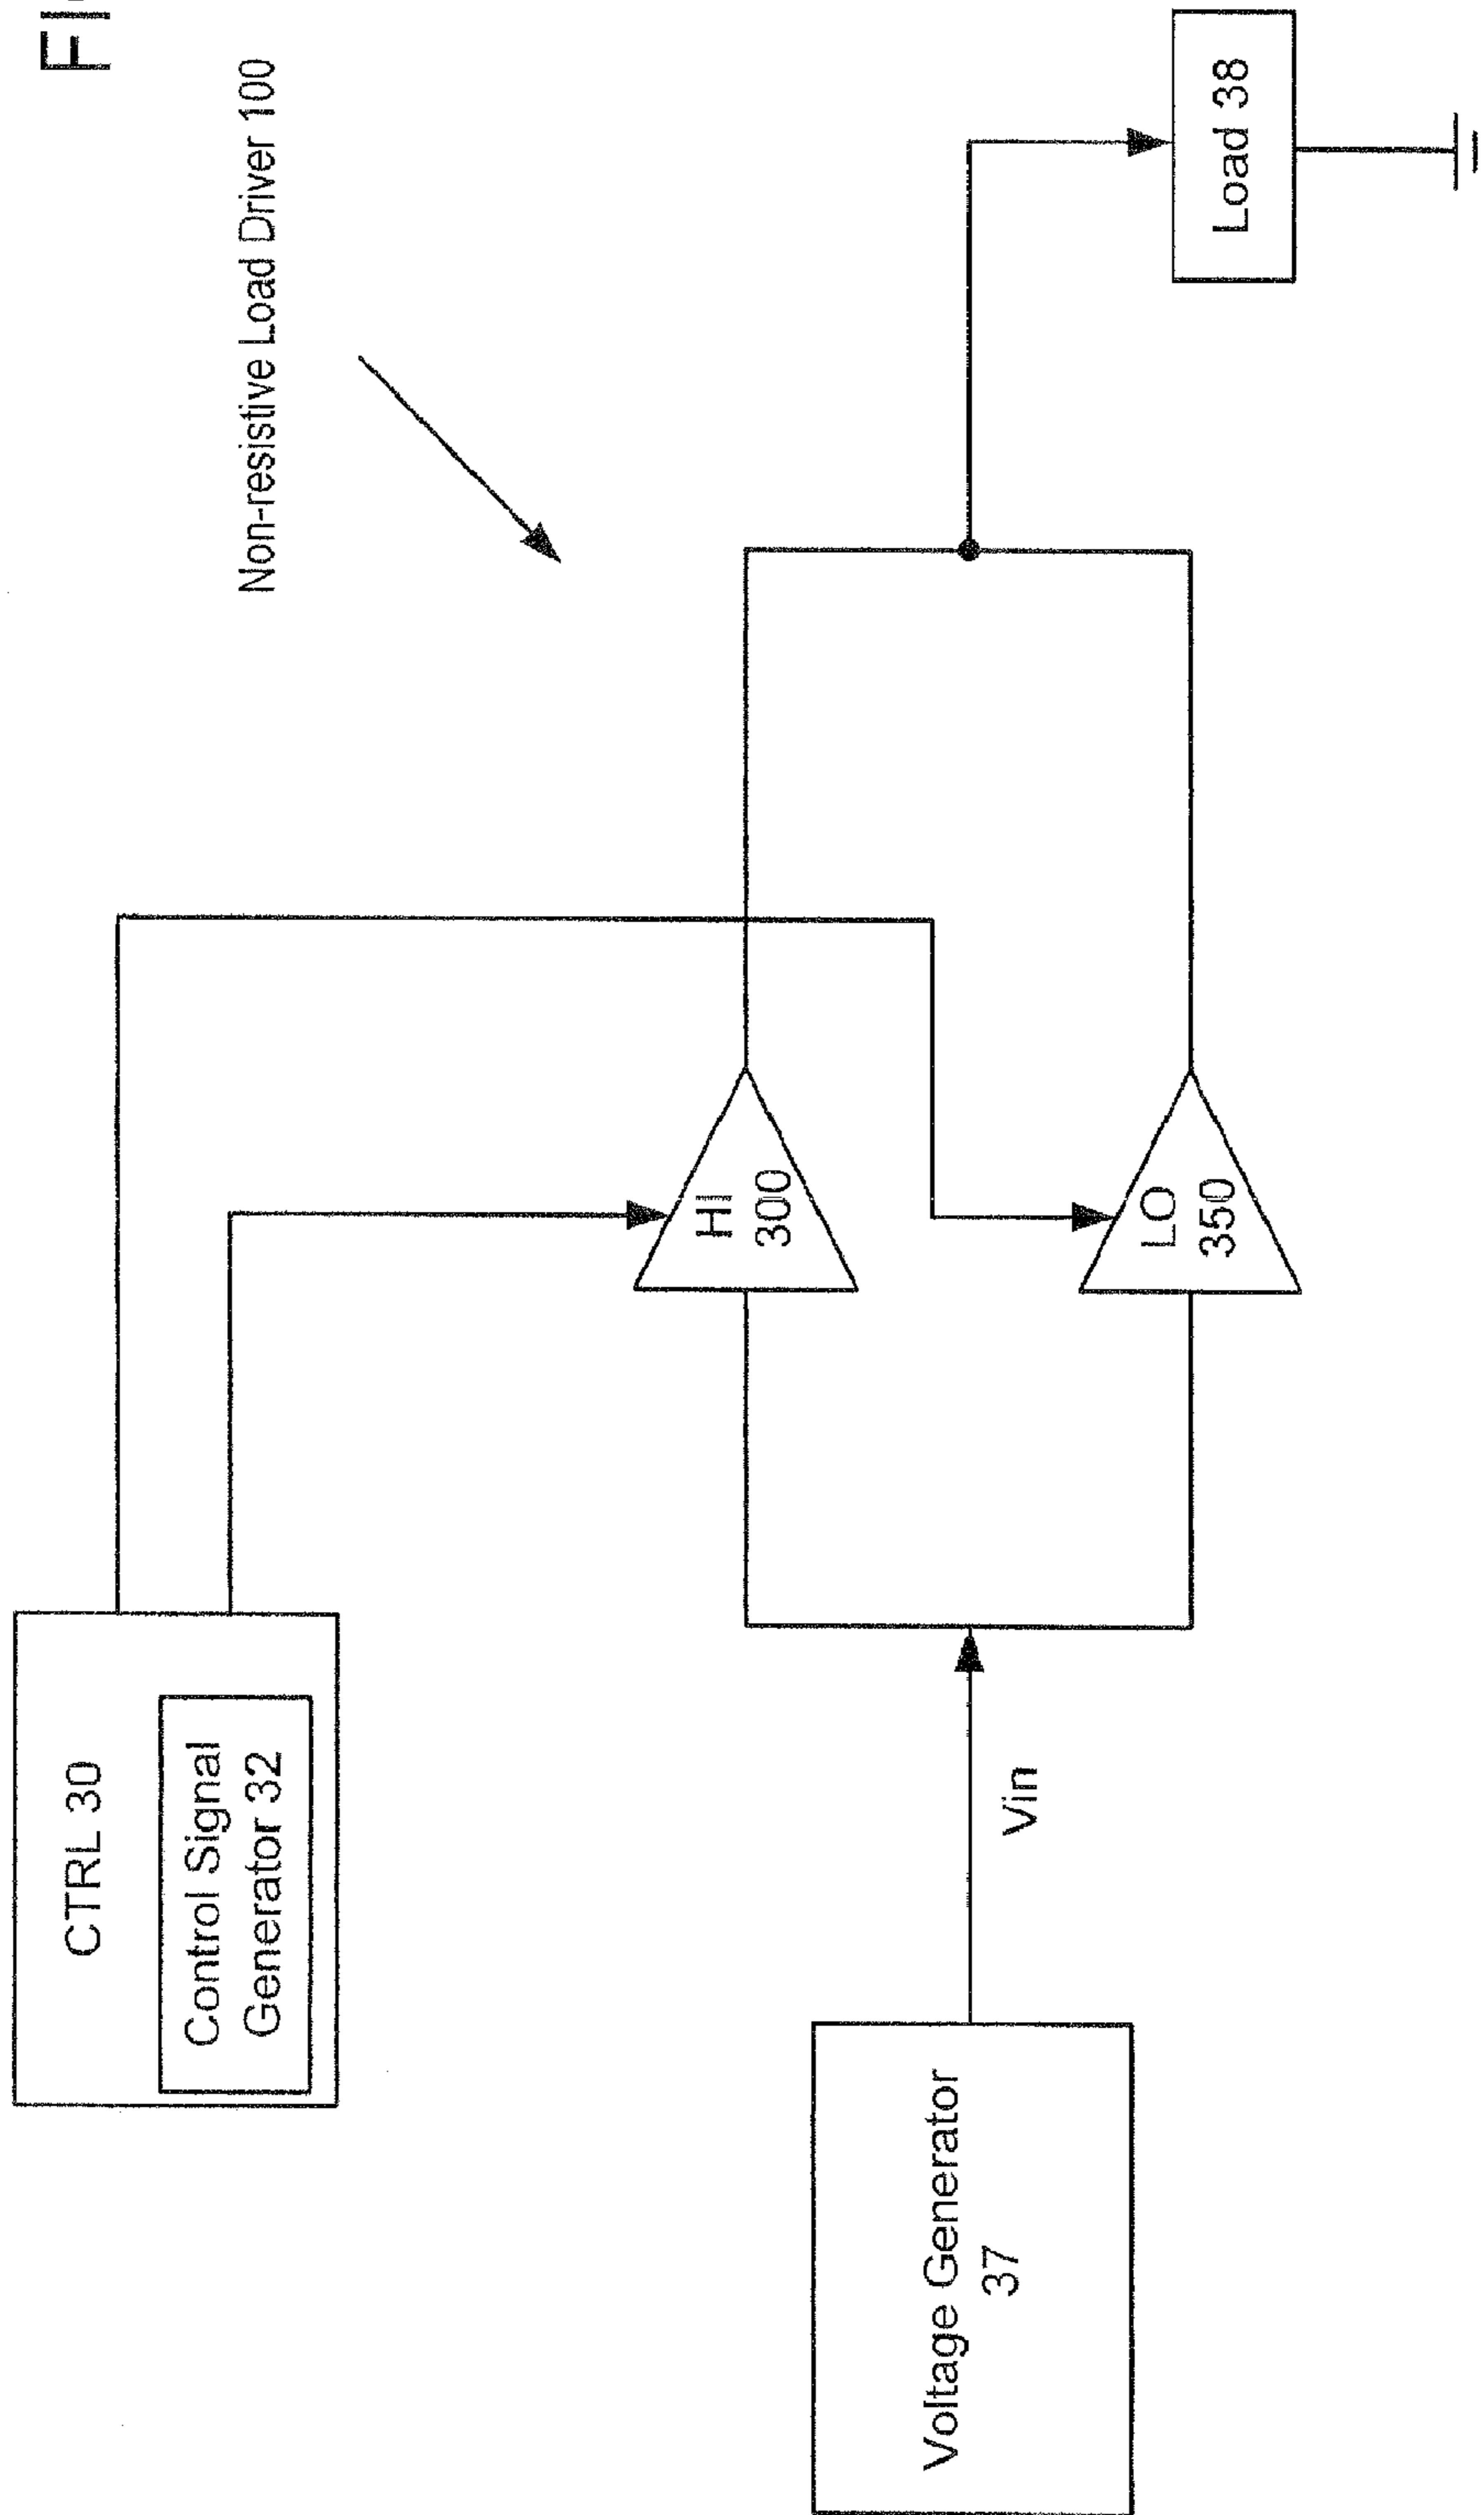 Non-resistive Load Driver 100
CTRL 30
Control Signal
Generator 32
HI
300
LO
350
Voltage Generator
37
Vin
Load 38